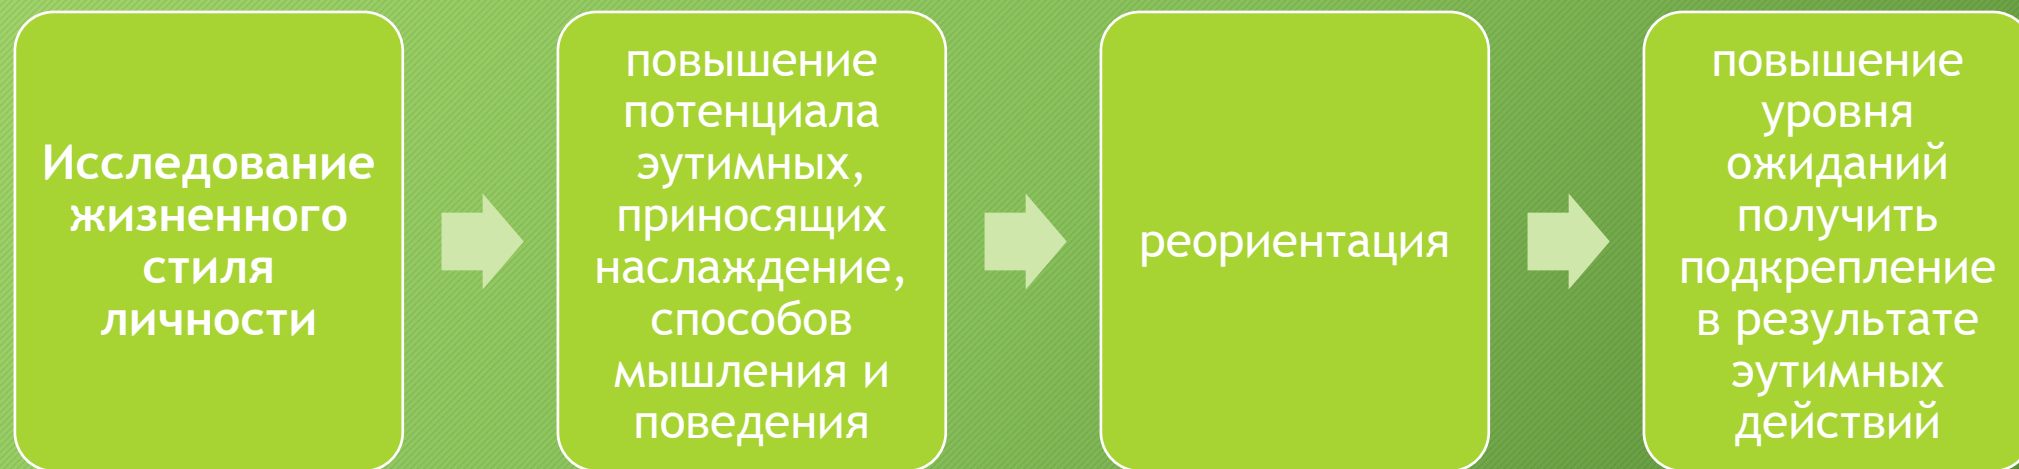 Исследование
жизненного
стиля
личности
повышение
потенциала
эутимных,
приносящих
наслаждение,
способов
мышления и
поведения
реориентация
повышение
уровня
ожиданий
получить
подкрепление
в результате
эутимных
действий